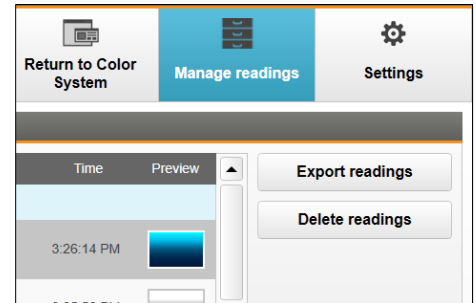 Return to Color
System
Manage readings
Settings
Time Preview
Export readings
Delete readings
3:26:14 PM